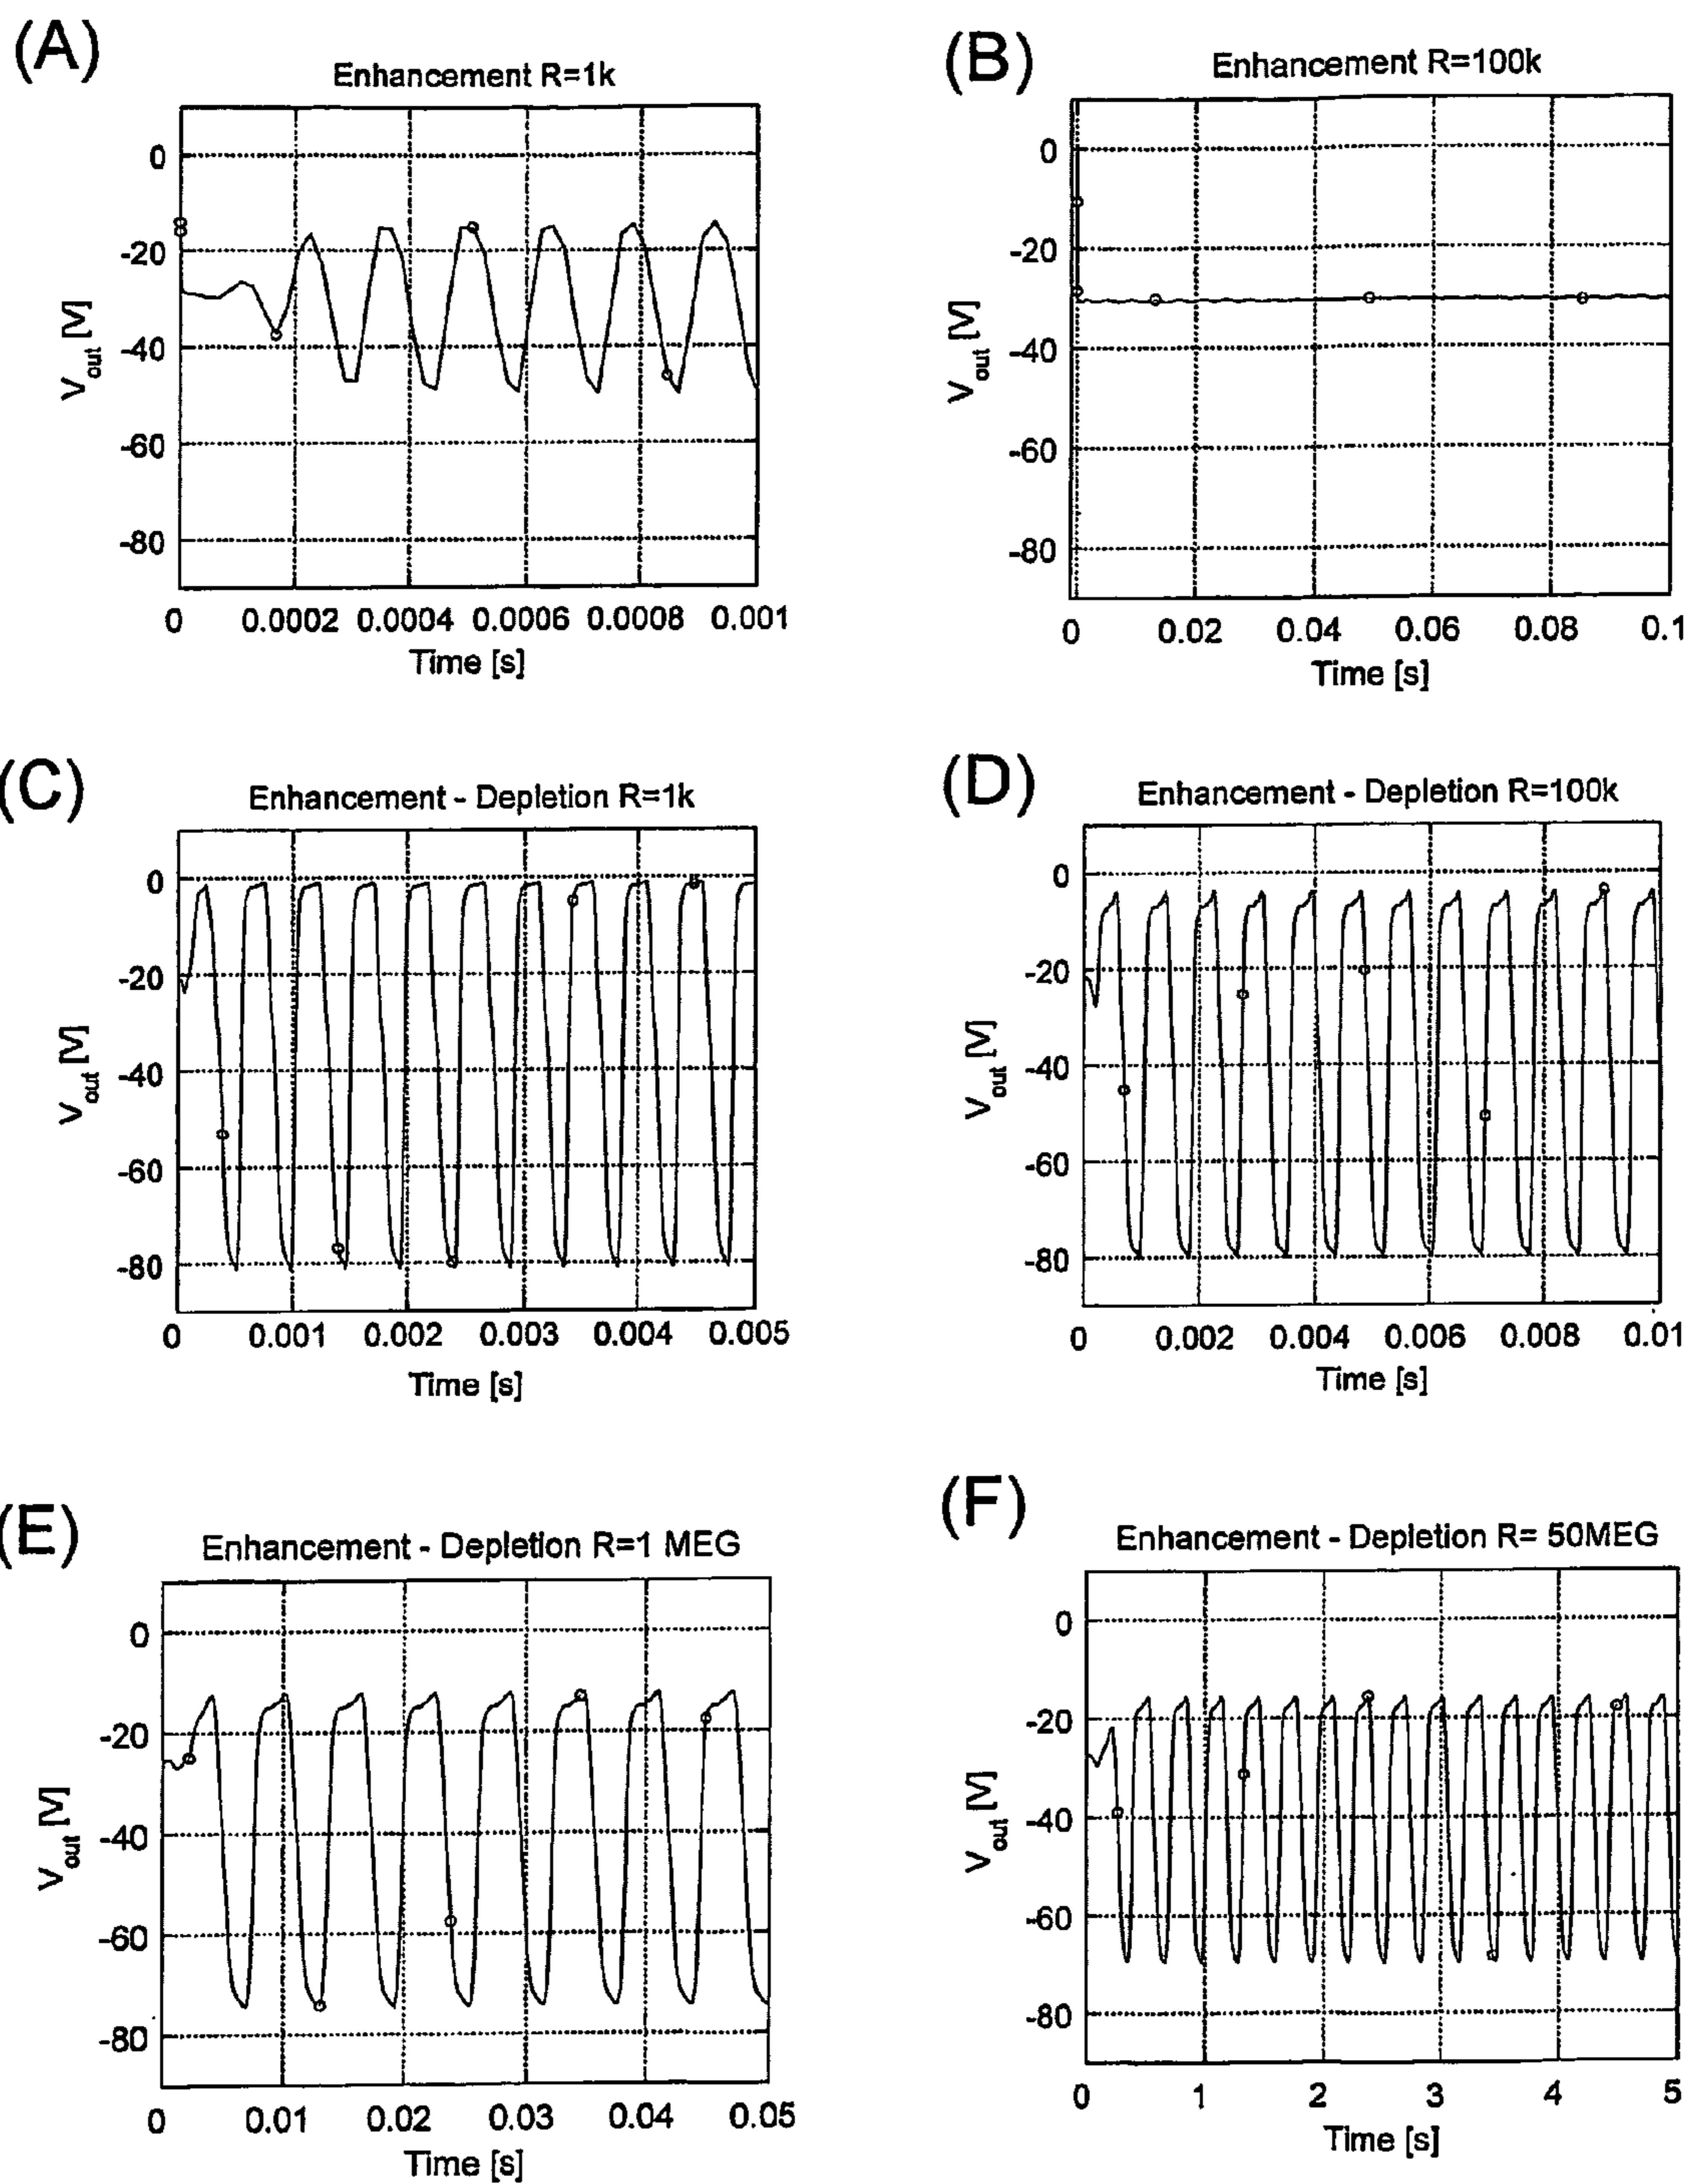 (A)
Enhancement R=1k
0
-20
-40
-60
-80
V_out [V]
0 0.0002 0.0004 0.0006 0.0008 0.001
Time [s]
(B)
Enhancement R=100k
0
-20
-40
-60
-80
V_out [V]
0 0.02 0.04 0.06 0.08 0.1
Time [s]
(C)
Enhancement - Depletion R=1k
0
-20
-40
-60
-80
V_out [V]
0 0.001 0.002 0.003 0.004 0.005
Time [s]
(D)
Enhancement - Depletion R=100k
0
-20
-40
-60
-80
V_out [V]
0 0.002 0.004 0.006 0.008 0.01
Time [s]
(E)
Enhancement - Depletion R=1 MEG
0
-20
-40
-60
-80
V_out [V]
0 0.01 0.02 0.03 0.04 0.05
Time [s]
(F)
Enhancement - Depletion R= 50MEG
0
-20
-40
-60
-80
V_out [V]
0 1 2 3 4 5
Time [s]